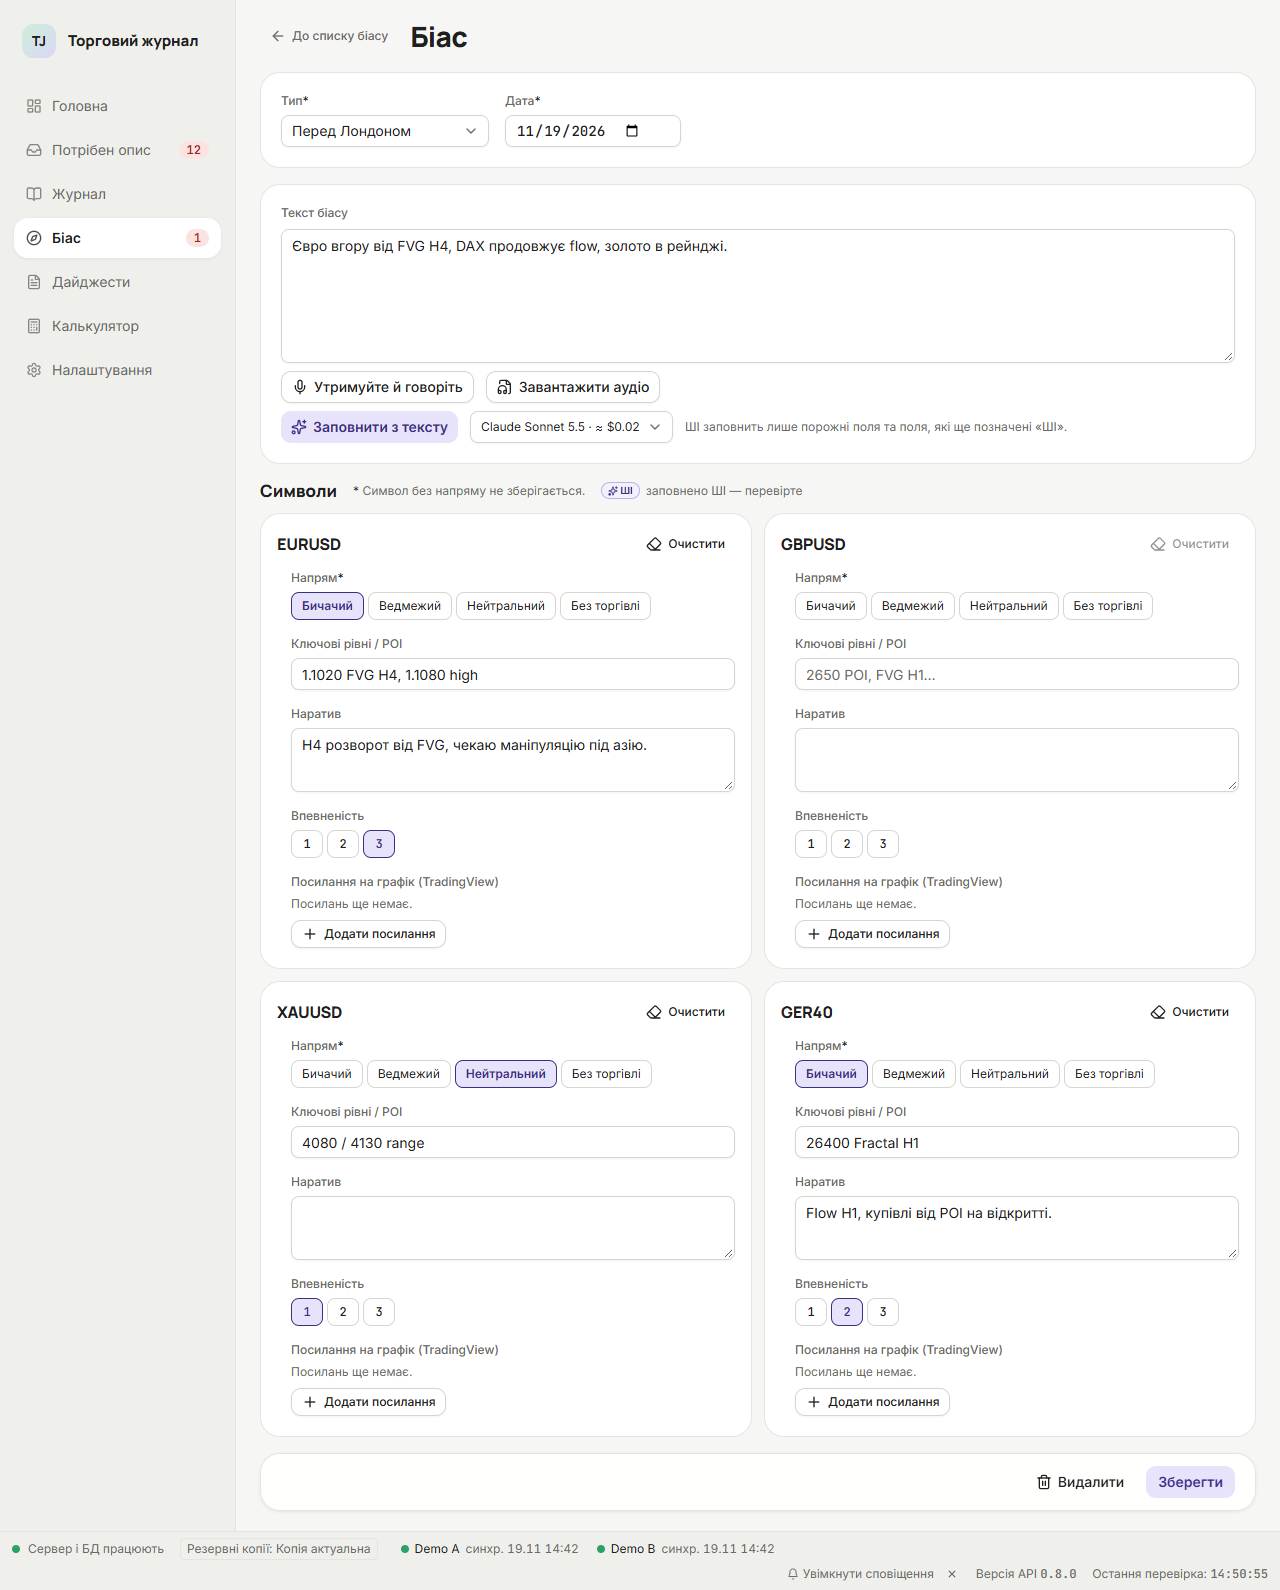 TJ Торговий журнал
Головна
Потрібен опис 12
Журнал
Біас 1
Дайджести
Калькулятор
Налаштування
До списку біасу Біас
Тип* Дата*
Перед Лондоном 11/19/2026
Текст біасу
Євро вгору від FVG H4, DAX продовжує flow, золото в рейнджі.
Утримуйте й говоріть Завантажити аудіо
Заповнити з тексту Claude Sonnet 5.5 · ≈ $0.02 ШІ заповнить лише порожні поля та поля, які ще позначені «ШІ».
Символи * Символ без напряму не зберігається. ШІ заповнено ШІ — перевірте
EURUSD Очистити
Напрям*
Бичачий Ведмежий Нейтральний Без торгівлі
Ключові рівні / POI
1.1020 FVG H4, 1.1080 high
Наратив
H4 розворот від FVG, чекаю маніпуляцію під азію.
Впевненість
1 2 3
Посилання на графік (TradingView)
Посилань ще немає.
Додати посилання
GBPUSD Очистити
Напрям*
Бичачий Ведмежий Нейтральний Без торгівлі
Ключові рівні / POI
2650 POI, FVG H1...
Наратив
Впевненість
1 2 3
Посилання на графік (TradingView)
Посилань ще немає.
Додати посилання
XAUUSD Очистити
Напрям*
Бичачий Ведмежий Нейтральний Без торгівлі
Ключові рівні / POI
4080 / 4130 range
Наратив
Впевненість
1 2 3
Посилання на графік (TradingView)
Посилань ще немає.
Додати посилання
GER40 Очистити
Напрям*
Бичачий Ведмежий Нейтральний Без торгівлі
Ключові рівні / POI
26400 Fractal H1
Наратив
Flow H1, купівлі від POI на відкритті.
Впевненість
1 2 3
Посилання на графік (TradingView)
Посилань ще немає.
Додати посилання
Видалити Зберегти
Сервер і БД працюють Резервні копії: Копія актуальна Demo A синхр. 19.11 14:42 Demo B синхр. 19.11 14:42
Увімкнути сповіщення × Версія API 0.8.0 Остання перевірка: 14:50:55